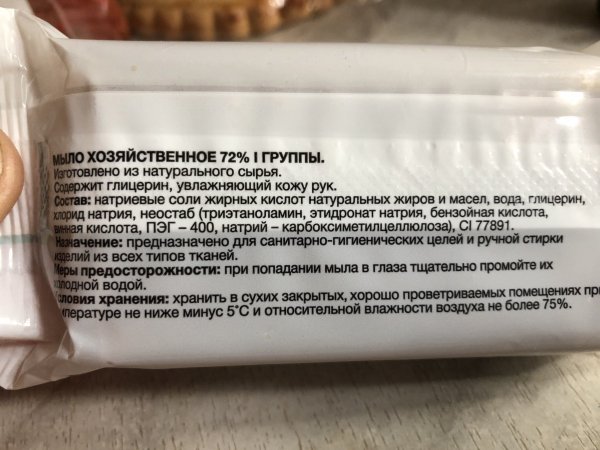 МЫЛО ХОЗЯЙСТВЕННОЕ 72% I ГРУППЫ.
Изготовлено из натурального сырья.
Содержит глицерин, увлажняющий кожу рук.
Состав: натриевые соли жирных кислот натуральных жиров и масел, вода, глицерин,
хлорид натрия, неостаб (триэтаноламин, этидронат натрия, бензойная кислота,
винная кислота, ПЭГ – 400, натрий – карбоксиметилцеллюлоза), CI 77891.
Назначение: предназначено для санитарно-гигиенических целей и ручной стирки
изделий из всех типов тканей.
Меры предосторожности: при попадании мыла в глаза тщательно промойте их
холодной водой.
Условия хранения: хранить в сухих закрытых, хорошо проветриваемых помещениях при
температуре не ниже минус 5°С и относительной влажности воздуха не более 75%.